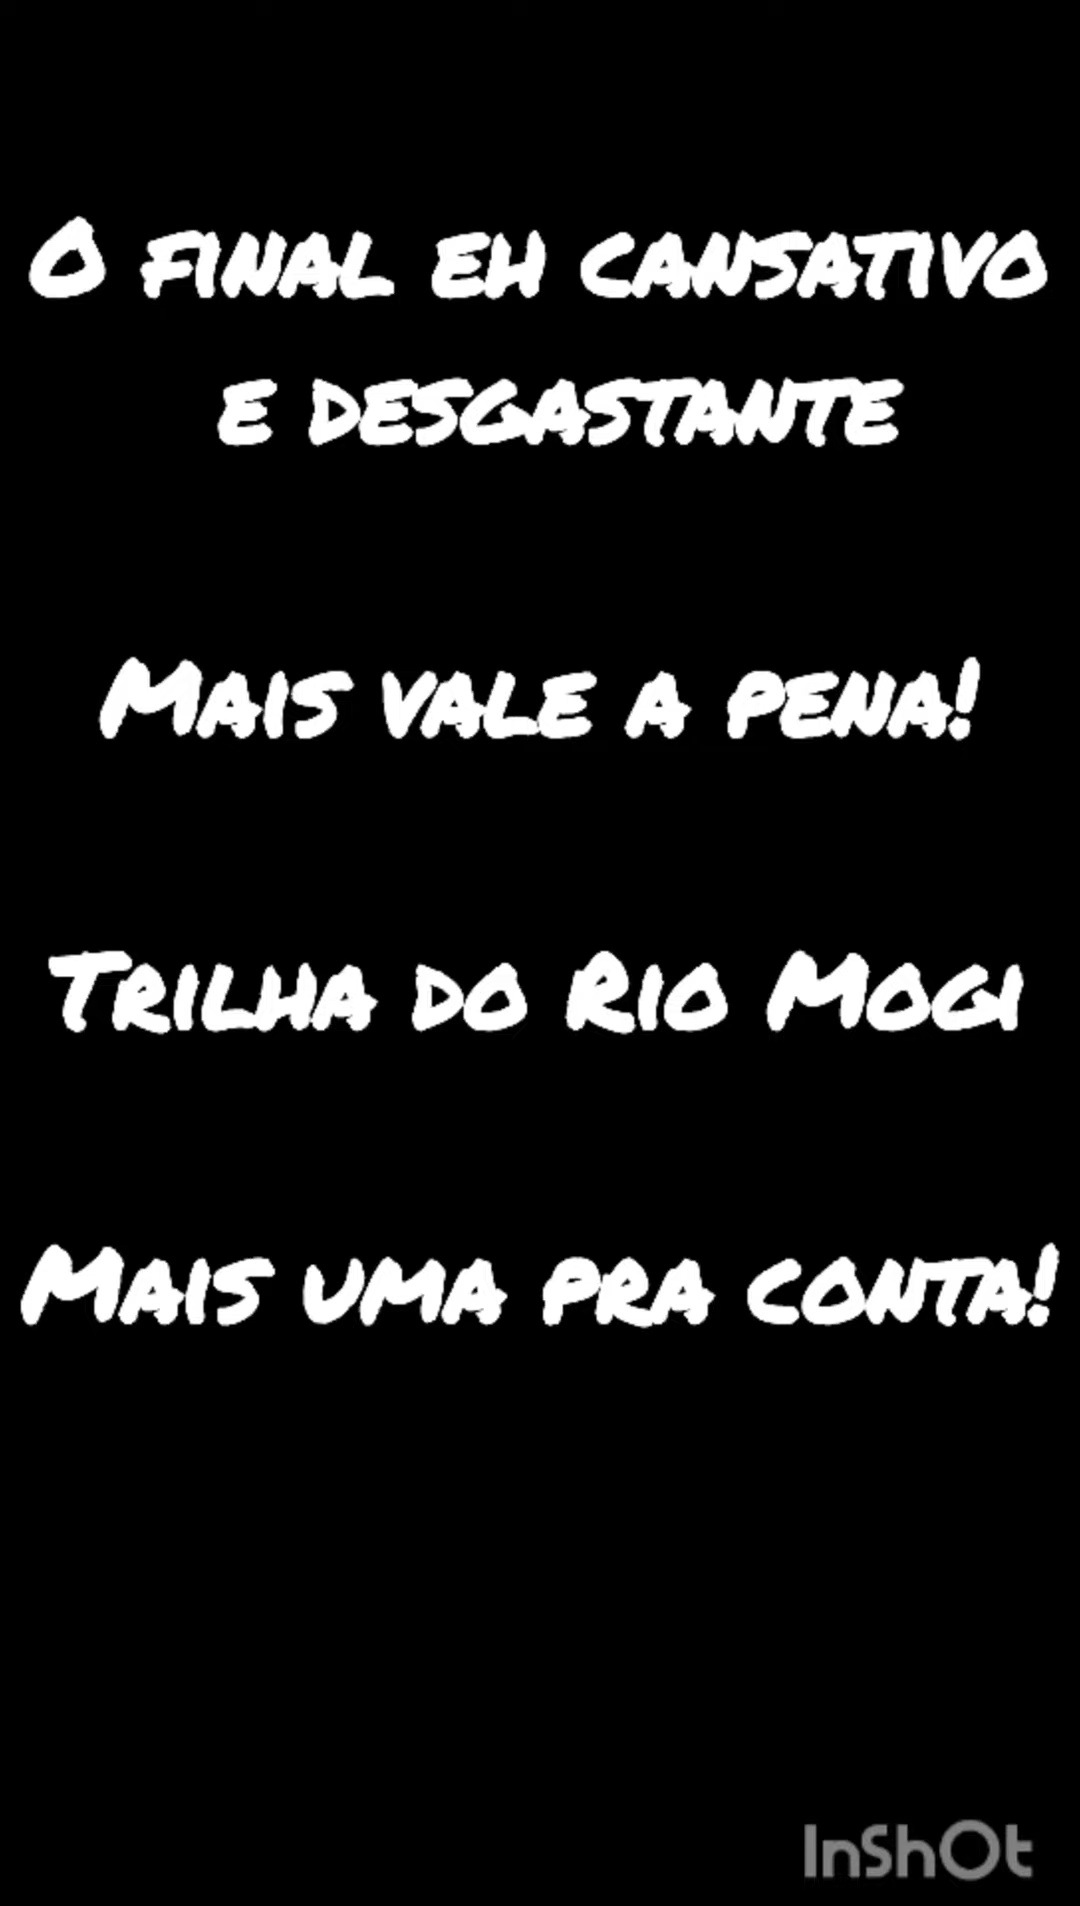 O final eh cansativo
e desgastante
Mais vale a pena!
Trilha do Rio Mogi
Mais uma pra conta!
InShOt